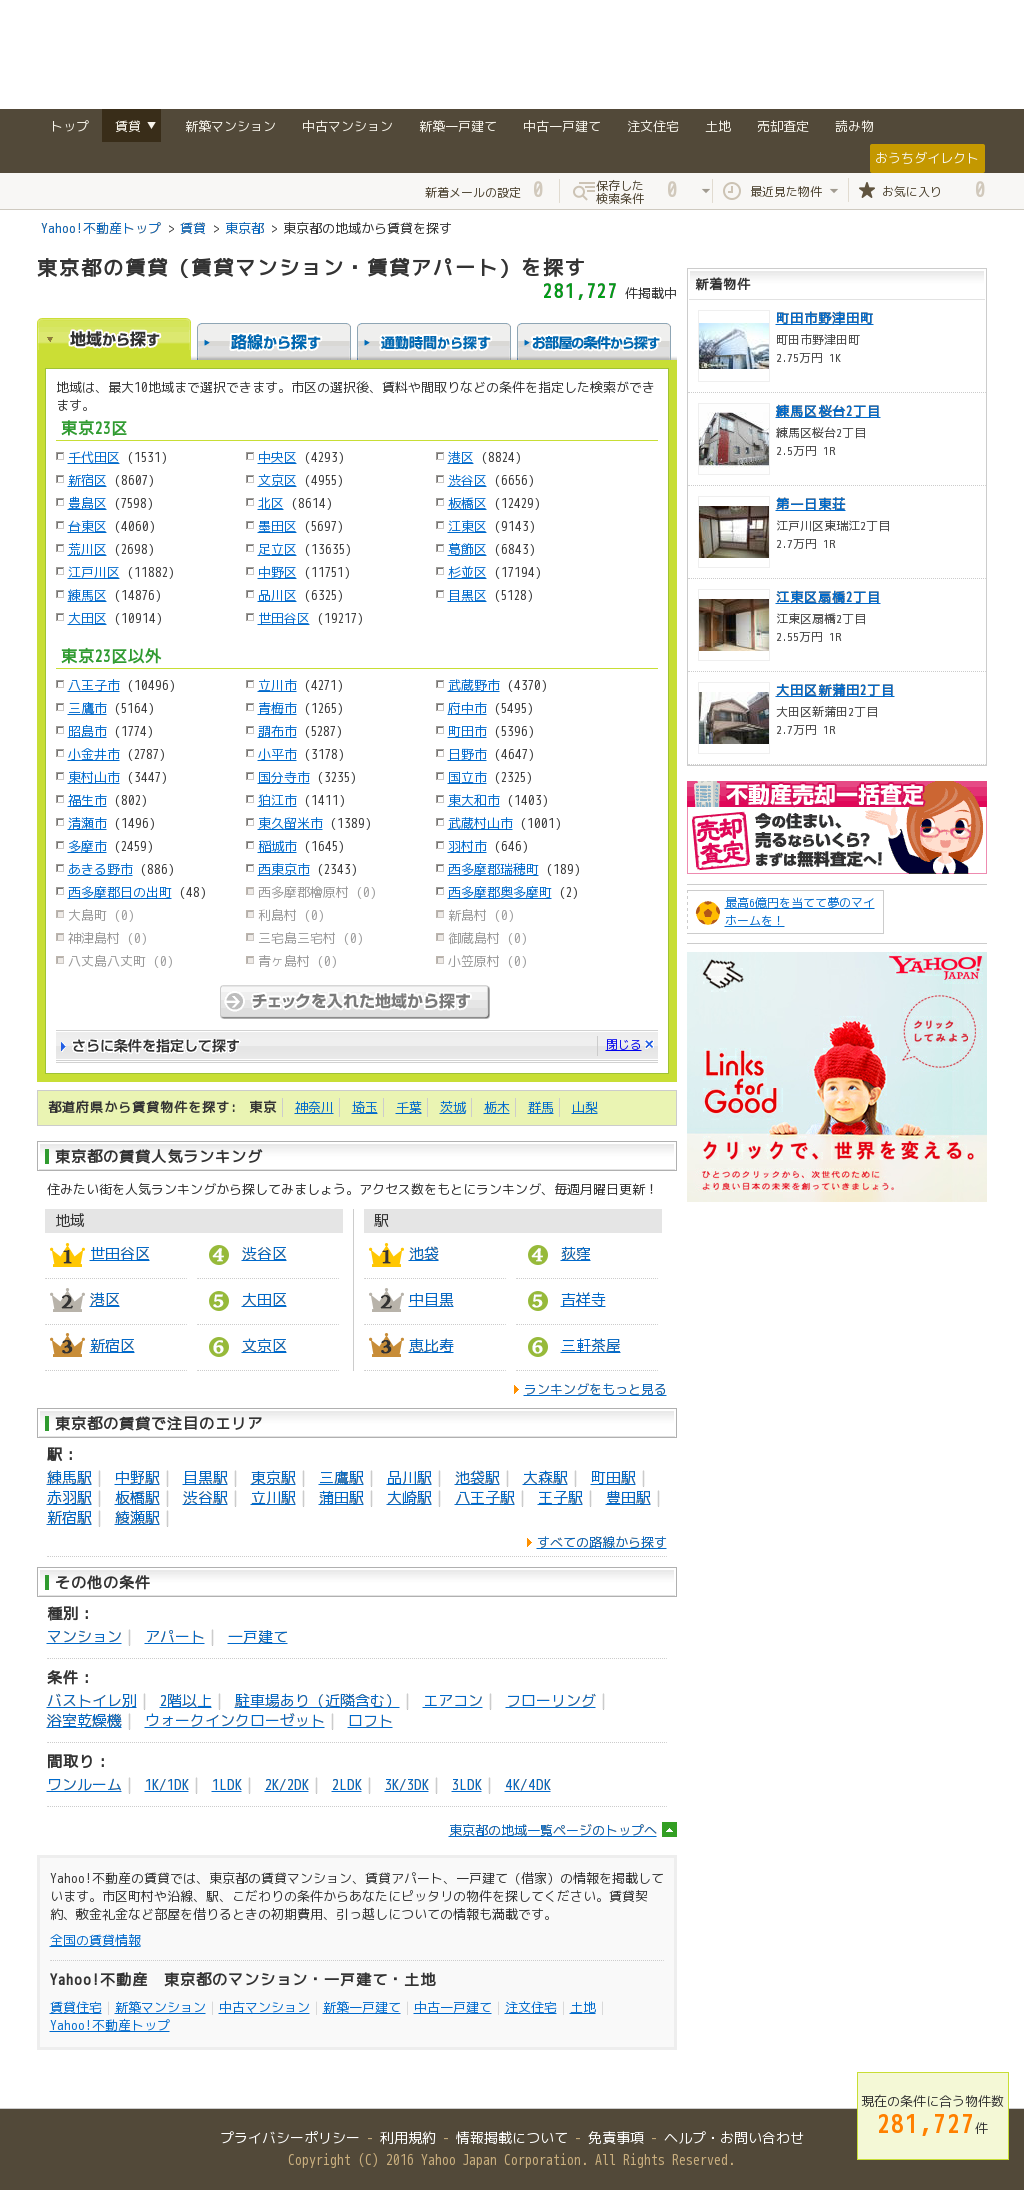 トップ 賃貸 ▼ 新築マンション 中古マンション 新築一戸建て 中古一戸建て 注文住宅 土地 売却査定 読み物
おうちダイレクト
新着メールの設定 0 保存した検索条件 0 最近見た物件 お気に入り 0
Yahoo!不動産トップ > 賃貸 > 東京都 > 東京都の地域から賃貸を探す
東京都の賃貸（賃貸マンション・賃貸アパート）を探す
281,727 件掲載中
地域から探す 路線から探す 通勤時間から探す お部屋の条件から探す
地域は、最大10地域まで選択できます。市区の選択後、賃料や間取りなどの条件を指定した検索ができ
ます。
東京23区
千代田区 (1531) 中央区 (4293) 港区 (8824)
新宿区 (8607) 文京区 (4955) 渋谷区 (6656)
豊島区 (7598) 北区 (8614) 板橋区 (12429)
台東区 (4060) 墨田区 (5697) 江東区 (9143)
荒川区 (2698) 足立区 (13635) 葛飾区 (6843)
江戸川区 (11882) 中野区 (11751) 杉並区 (17194)
練馬区 (14876) 品川区 (6325) 目黒区 (5128)
大田区 (10914) 世田谷区 (19217)
東京23区以外
八王子市 (10496) 立川市 (4271) 武蔵野市 (4370)
三鷹市 (5164) 青梅市 (1265) 府中市 (5495)
昭島市 (1774) 調布市 (5287) 町田市 (5396)
小金井市 (2787) 小平市 (3178) 日野市 (4647)
東村山市 (3447) 国分寺市 (3235) 国立市 (2325)
福生市 (802) 狛江市 (1411) 東大和市 (1403)
清瀬市 (1496) 東久留米市 (1389) 武蔵村山市 (1001)
多摩市 (2459) 稲城市 (1645) 羽村市 (646)
あきる野市 (886) 西東京市 (2343) 西多摩郡瑞穂町 (189)
西多摩郡日の出町 (48) 西多摩郡檜原村 (0) 西多摩郡奥多摩町 (2)
大島町 (0) 利島村 (0) 新島村 (0)
神津島村 (0) 三宅島三宅村 (0) 御蔵島村 (0)
八丈島八丈町 (0) 青ヶ島村 (0) 小笠原村 (0)
チェックを入れた地域から探す
さらに条件を指定して探す 閉じる ×
都道府県から賃貸物件を探す: 東京 神奈川 埼玉 千葉 茨城 栃木 群馬 山梨
東京都の賃貸人気ランキング
住みたい街を人気ランキングから探してみましょう。アクセス数をもとにランキング、毎週月曜日更新！
地域 駅
1 世田谷区 4 渋谷区 1 池袋 4 荻窪
2 港区 5 大田区 2 中目黒 5 吉祥寺
3 新宿区 6 文京区 3 恵比寿 6 三軒茶屋
ランキングをもっと見る
東京都の賃貸で注目のエリア
駅：
練馬駅｜ 中野駅｜ 目黒駅｜ 東京駅｜ 三鷹駅｜ 品川駅｜ 池袋駅｜ 大森駅｜ 町田駅｜
赤羽駅｜ 板橋駅｜ 渋谷駅｜ 立川駅｜ 蒲田駅｜ 大崎駅｜ 八王子駅｜ 王子駅｜ 豊田駅｜
新宿駅｜ 綾瀬駅｜
すべての路線から探す
その他の条件
種別：
マンション｜ アパート｜ 一戸建て
条件：
バストイレ別｜ 2階以上｜ 駐車場あり（近隣含む）｜ エアコン｜ フローリング｜
浴室乾燥機｜ ウォークインクローゼット｜ ロフト
間取り：
ワンルーム｜ 1K/1DK｜ 1LDK｜ 2K/2DK｜ 2LDK｜ 3K/3DK｜ 3LDK｜ 4K/4DK
東京都の地域一覧ページのトップへ
Yahoo!不動産の賃貸では、東京都の賃貸マンション、賃貸アパート、一戸建て（借家）の情報を掲載して
います。市区町村や沿線、駅、こだわりの条件からあなたにピッタリの物件を探してください。賃貸契
約、敷金礼金など部屋を借りるときの初期費用、引っ越しについての情報も満載です。
全国の賃貸情報
Yahoo!不動産　東京都のマンション・一戸建て・土地
賃貸住宅｜新築マンション｜中古マンション｜新築一戸建て｜中古一戸建て｜注文住宅｜土地｜
Yahoo!不動産トップ
新着物件
町田市野津田町
町田市野津田町
2.75万円 1K
練馬区桜台2丁目
練馬区桜台2丁目
2.5万円 1R
第一日東荘
江戸川区東瑞江2丁目
2.7万円 1R
江東区扇橋2丁目
江東区扇橋2丁目
2.55万円 1R
大田区新蒲田2丁目
大田区新蒲田2丁目
2.7万円 1R
不動産売却一括査定
売却査定
今の住まい、
売るならいくら?
まずは無料査定へ!
最高6億円を当てて夢のマイ
ホームを！
YAHOO! JAPAN
クリック
してみよう
Links
for
Good
クリックで、世界を変える。
ひとつのクリックから、次世代のために
より良い日本の未来を創っていきましょう。
現在の条件に合う物件数
281,727件
プライバシーポリシー - 利用規約 - 情報掲載について - 免責事項 - ヘルプ・お問い合わせ
Copyright (C) 2016 Yahoo Japan Corporation. All Rights Reserved.